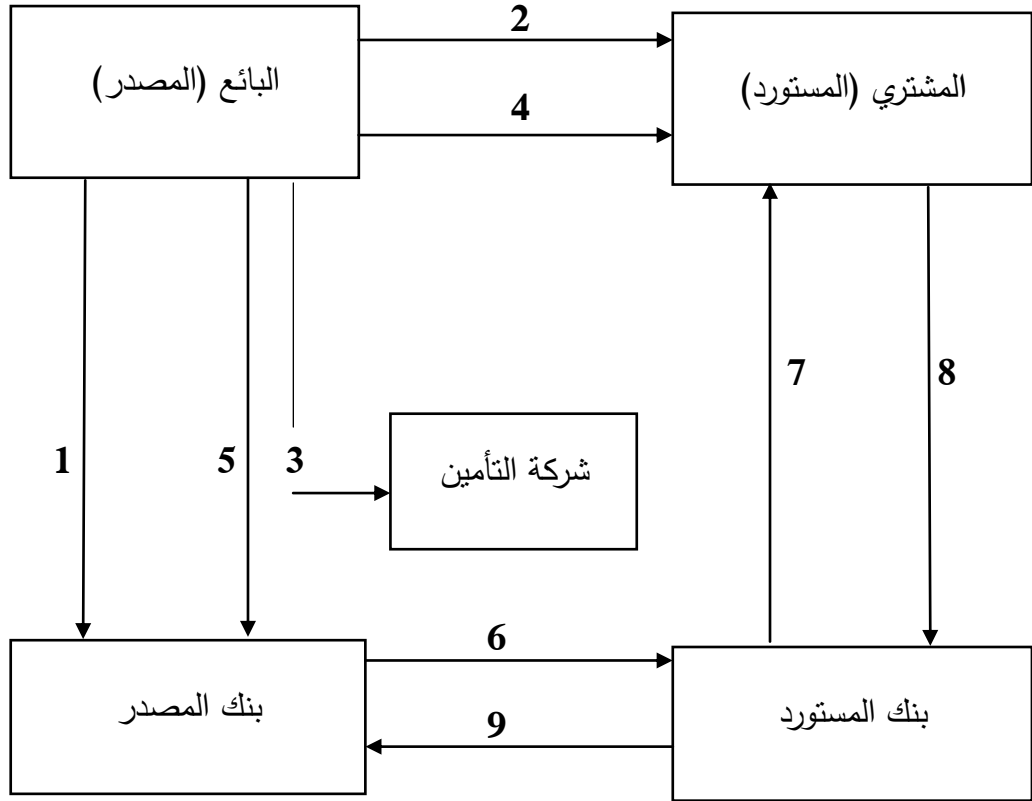 2
البائع (المصدر)
المشتري (المستورد)
4
7
8
1
5
3
شركة التأمين
6
بنك المصدر
بنك المستورد
9